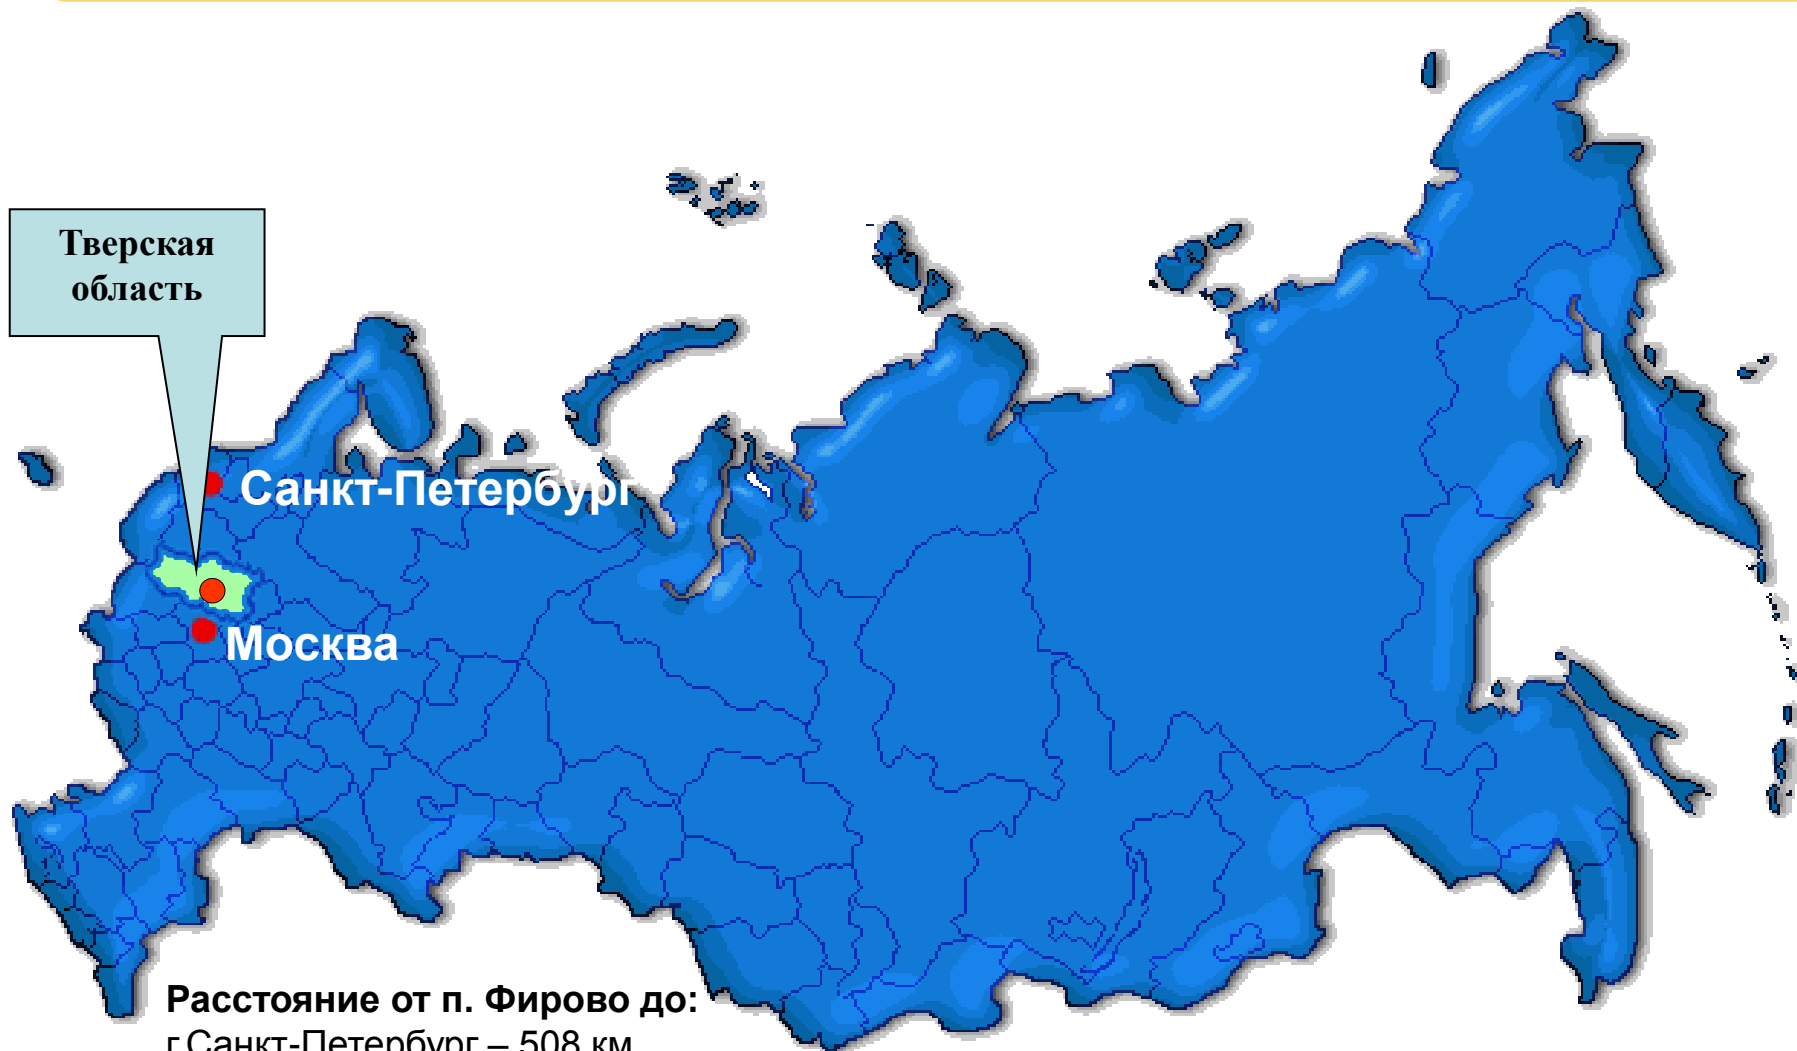 Тверская
область
Санкт-Петербург
Москва
Расстояние от п. Фирово до:
г.Санкт-Петербург – 508 км